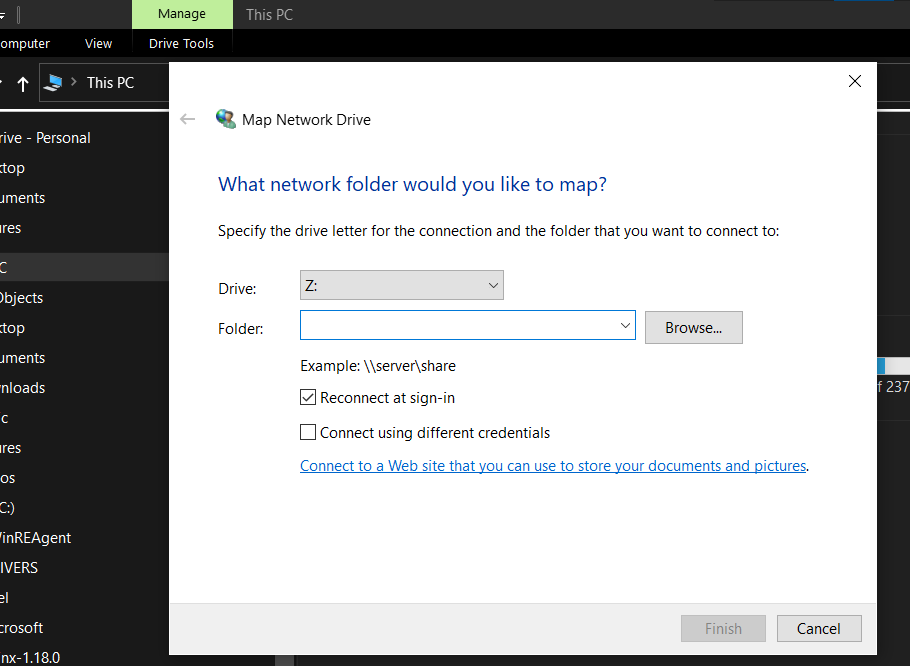 Manage
This PC
omputer
View
Drive Tools
This PC
Map Network Drive
What network folder would you like to map?
Specify the drive letter for the connection and the folder that you want to connect to:
Drive:
Z:
Folder:
Browse...
Example: \\server\share
Reconnect at sign-in
Connect using different credentials
Connect to a Web site that you can use to store your documents and pictures.
Finish
Cancel
rive - Personal
ktop
uments
res
C
Objects
ktop
uments
nloads
c
res
os
C:)
VinREAgent
IVERS
el
crosoft
nx-1.18.0
f 237